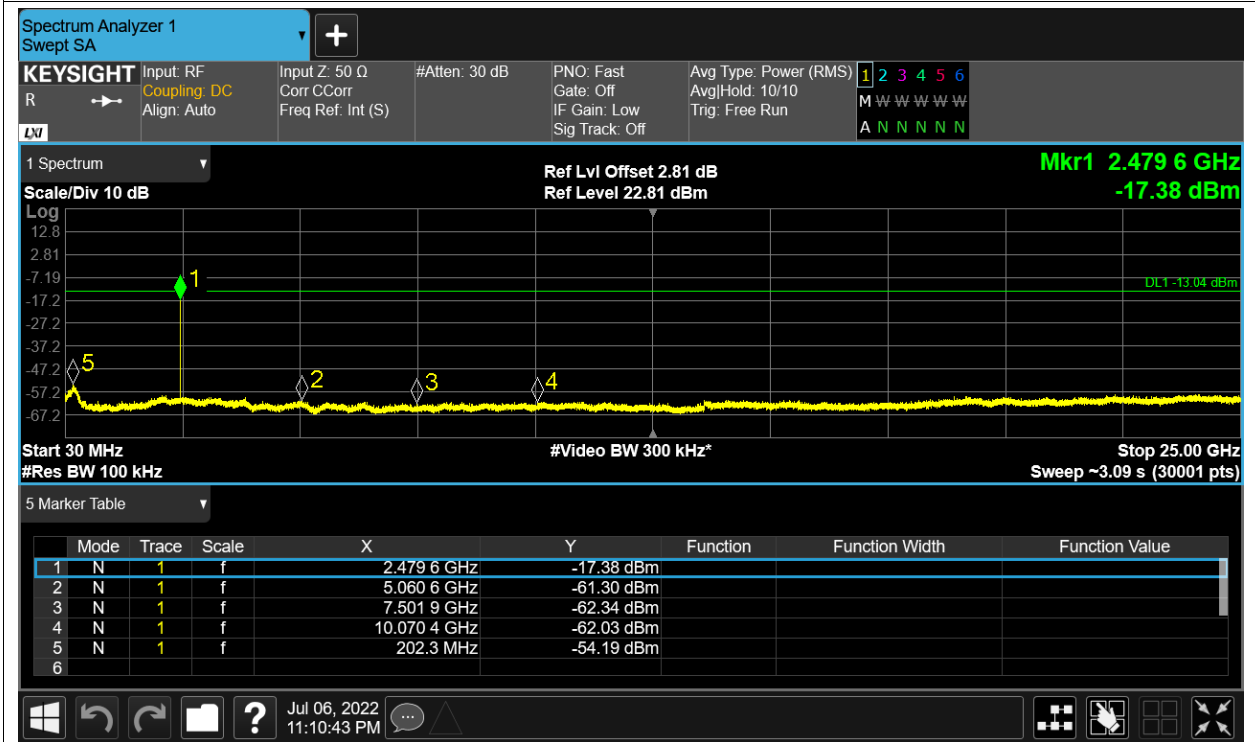 Spectrum Analyzer 1
Swept SA
KEYSIGHT Input: RF Input Z: 50 Ω #Atten: 30 dB PNO: Fast Avg Type: Power (RMS) 1 2 3 4 5 6
R Coupling: DC Corr CCorr Gate: Off Avg|Hold: 10/10 M W W W W W
Align: Auto Freq Ref: Int (S) IF Gain: Low Trig: Free Run
LXI Sig Track: Off A N N N N N
1 Spectrum Ref Lvl Offset 2.81 dB Mkr1 2.479 6 GHz
Scale/Div 10 dB Ref Level 22.81 dBm -17.38 dBm
Log
12.8
2.81
-7.19 1 DL1 -13.04 dBm
-17.2
-27.2
-37.2
-47.2 5 2 3 4
-57.2
-67.2
Start 30 MHz #Video BW 300 kHz* Stop 25.00 GHz
#Res BW 100 kHz Sweep ~3.09 s (30001 pts)
5 Marker Table
Mode Trace Scale X Y Function Function Width Function Value
1 N 1 f 2.479 6 GHz -17.38 dBm
2 N 1 f 5.060 6 GHz -61.30 dBm
3 N 1 f 7.501 9 GHz -62.34 dBm
4 N 1 f 10.070 4 GHz -62.03 dBm
5 N 1 f 202.3 MHz -54.19 dBm
6
? Jul 06, 2022
11:10:43 PM